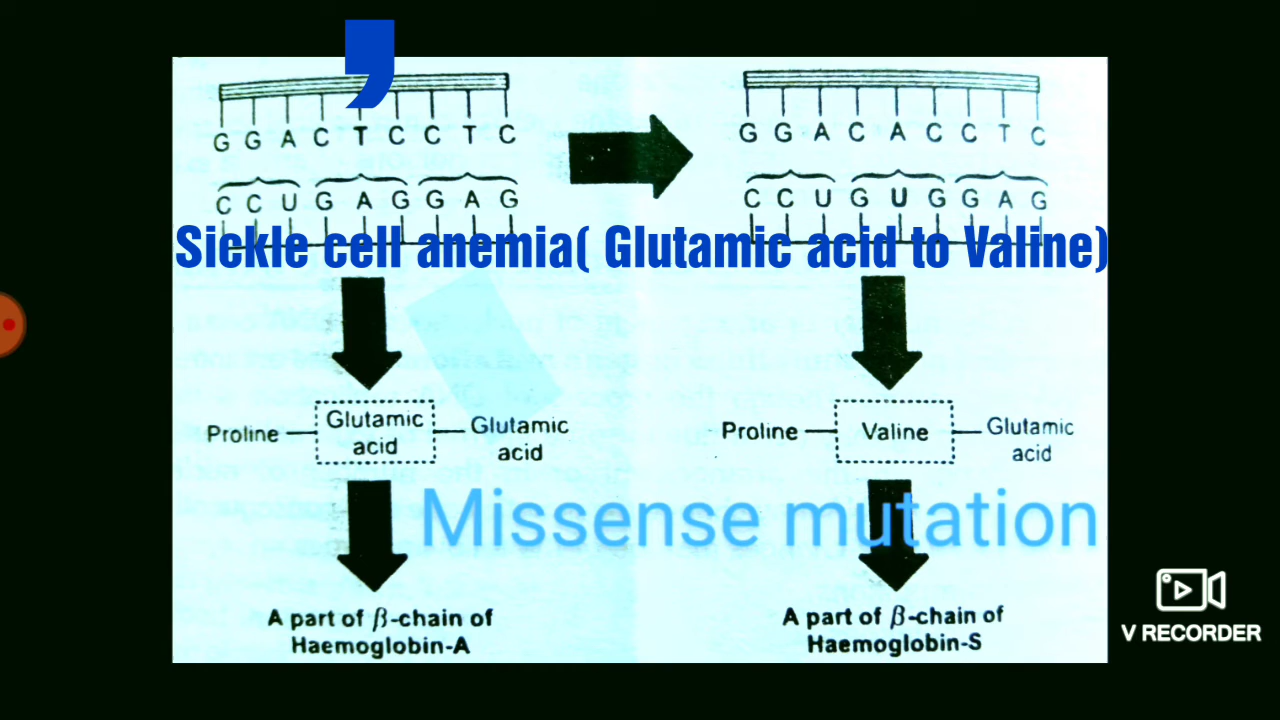 ,
G G A C T C C T C
G G A C A C C T C
C C U G A G G A G
C C U G U G G A G
Sickle cell anemia( Glutamic acid to Valine)
Proline
Glutamic
acid
Glutamic
acid
Proline
Valine
Glutamic
acid
Missense mutation
A part of β-chain of
Haemoglobin-A
A part of β-chain of
Haemoglobin-S
V RECORDER